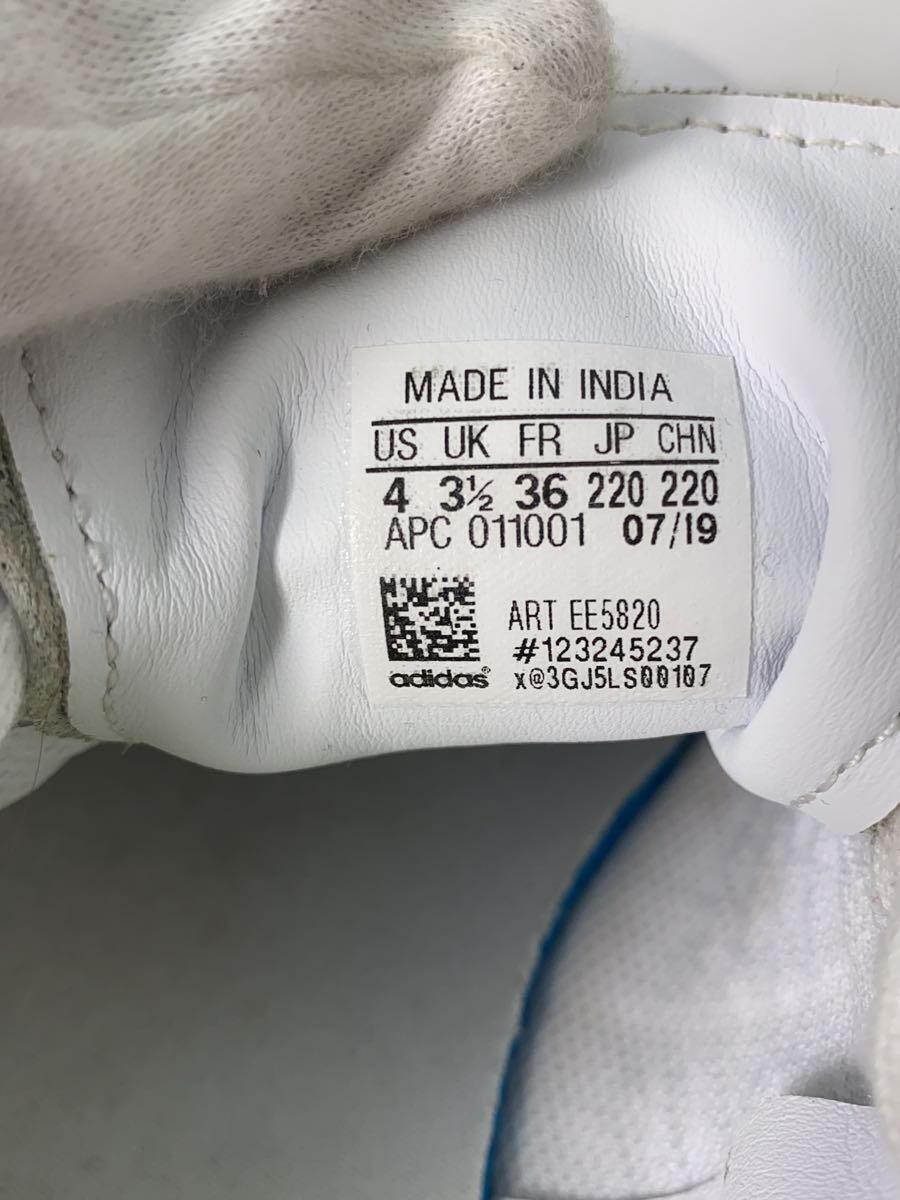 MADE IN INDIA
US UK FR JP CHN
4 3½ 36 220 220
APC 011001 07/19
ART EE5820
#123245237
adidas® x@3GJ5LS00107